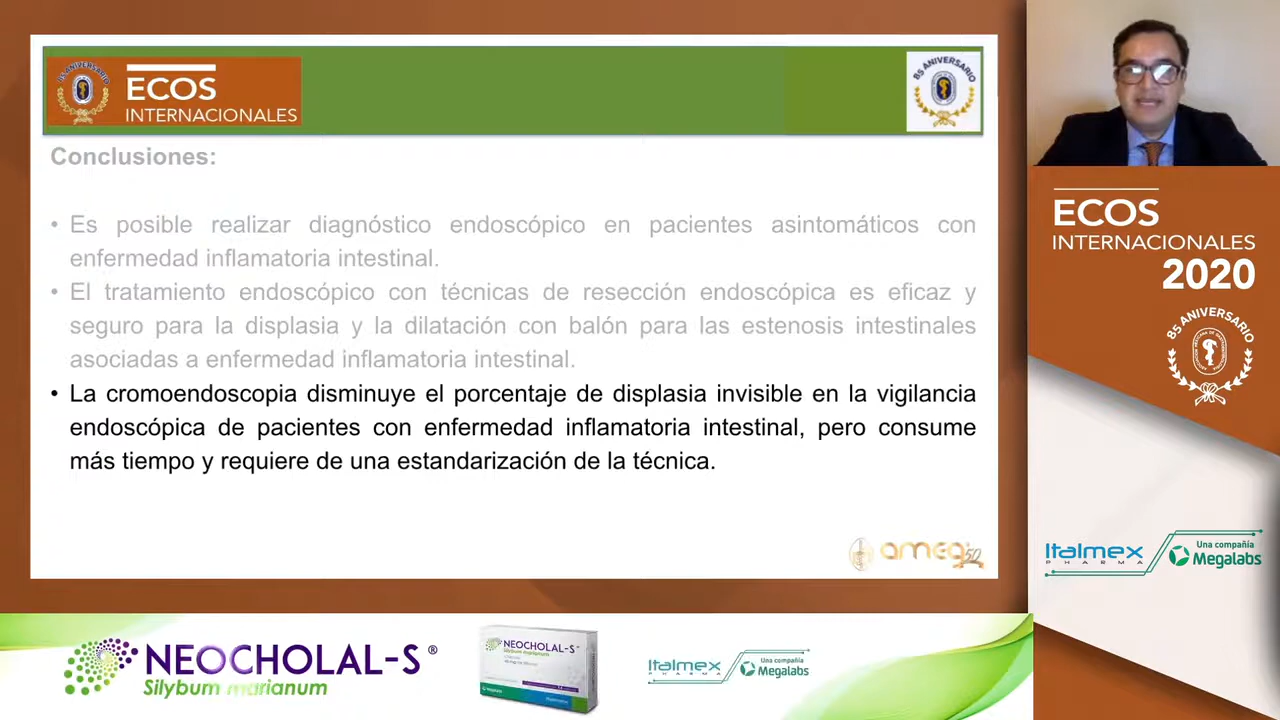 85 ANIVERSARIO
ECOS
INTERNACIONALES
85 ANIVERSARIO
Conclusiones:
• Es posible realizar diagnóstico endoscópico en pacientes asintomáticos con
enfermedad inflamatoria intestinal.
• El tratamiento endoscópico con técnicas de resección endoscópica es eficaz y
seguro para la displasia y la dilatación con balón para las estenosis intestinales
asociadas a enfermedad inflamatoria intestinal.
• La cromoendoscopia disminuye el porcentaje de displasia invisible en la vigilancia
endoscópica de pacientes con enfermedad inflamatoria intestinal, pero consume
más tiempo y requiere de una estandarización de la técnica.
ameg 50
ECOS
INTERNACIONALES
2020
85 ANIVERSARIO
Italmex
PHARMA
Una compañía
Megalabs
NEOCHOLAL-S®
Silybum marianum
NEOCHOLAL-S
Silybum marianum
Italmex
PHARMA
Una compañía
Megalabs